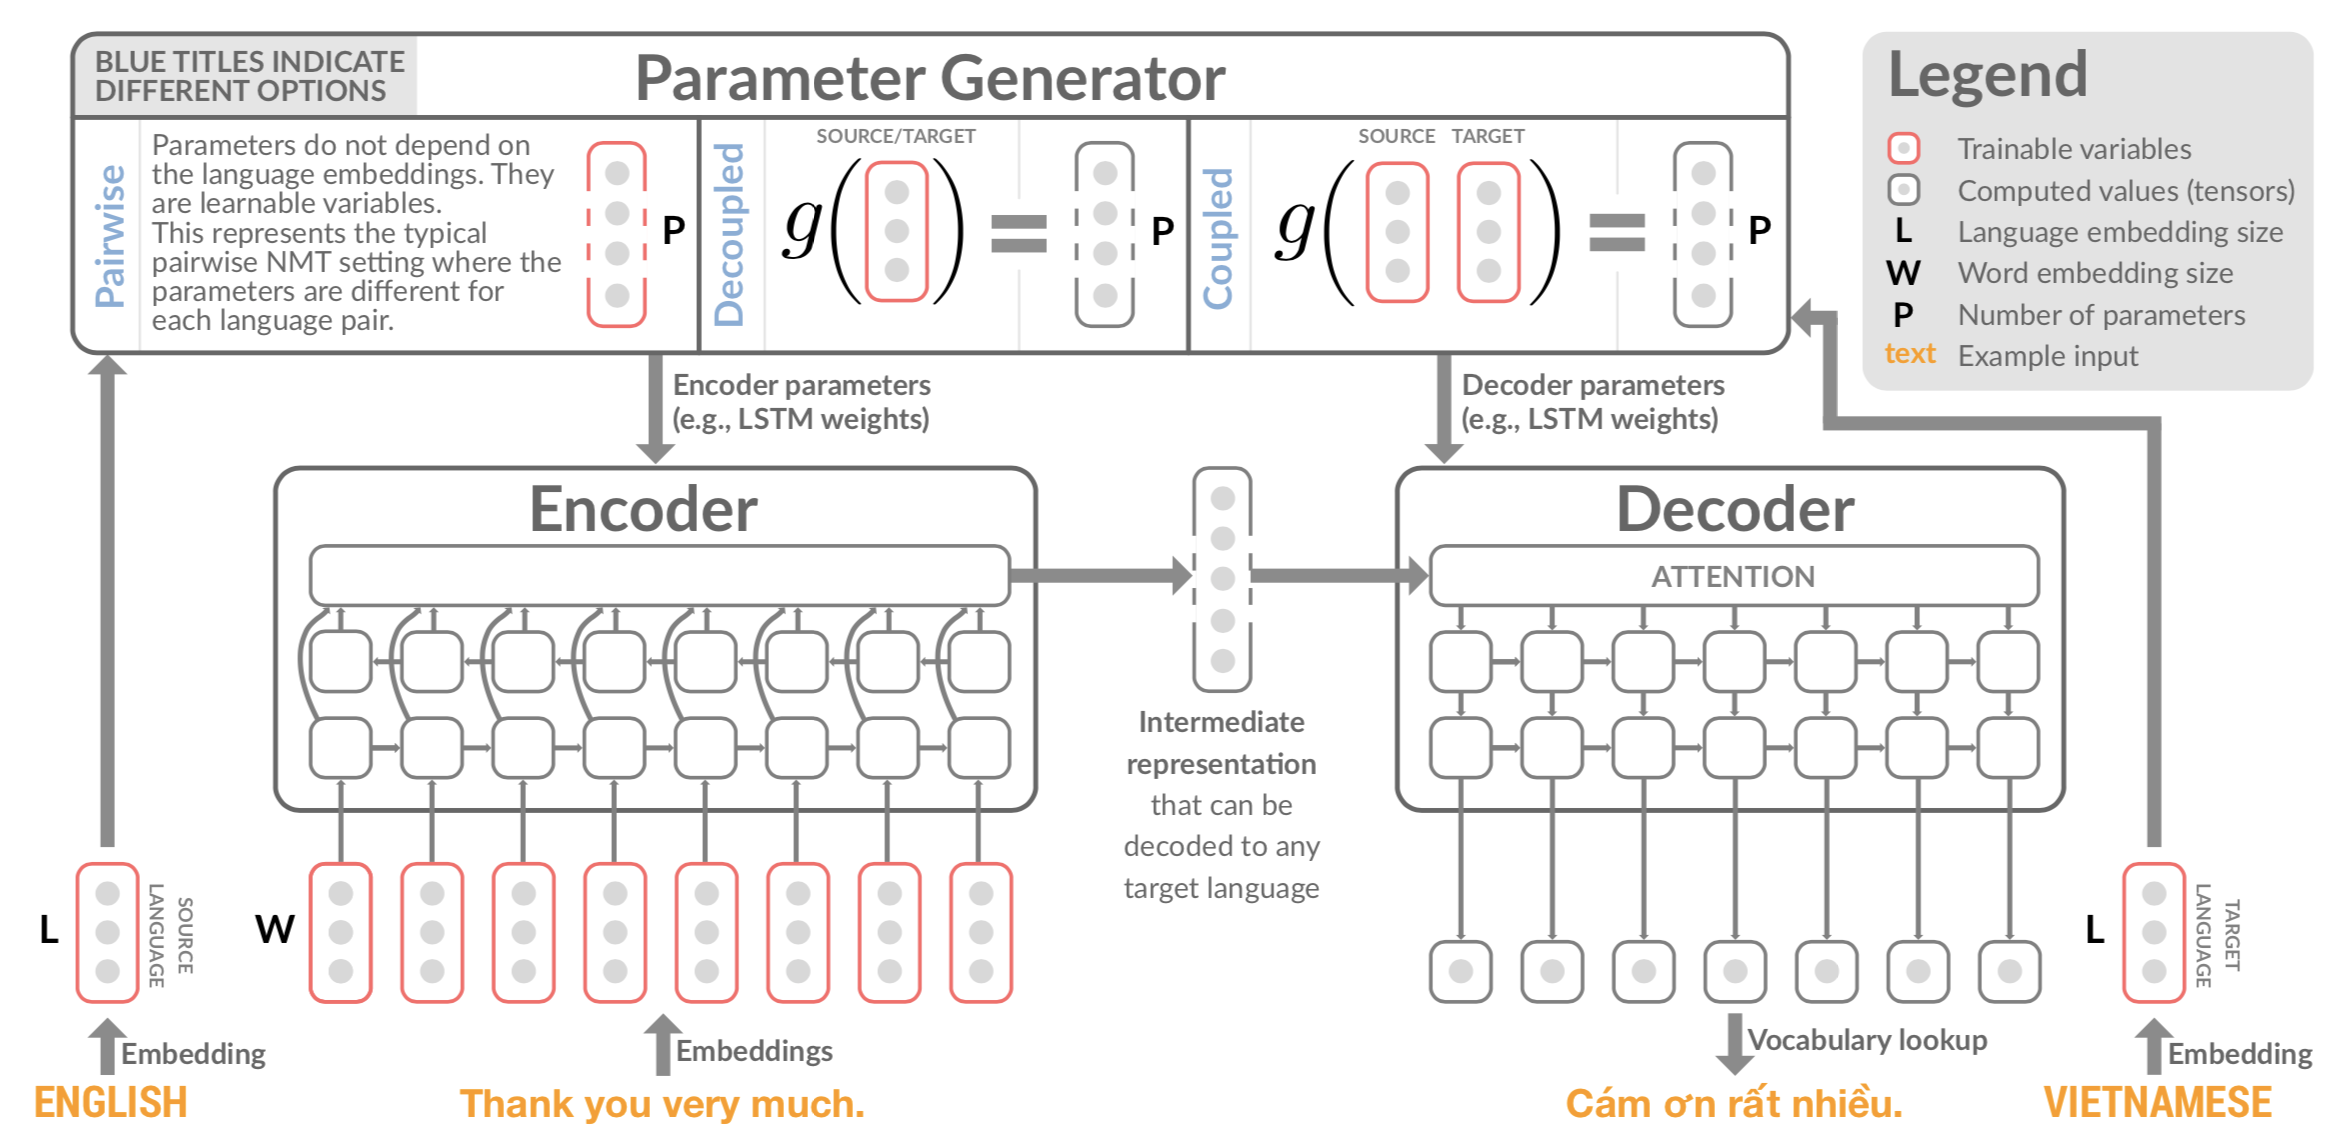 BLUE TITLES INDICATE
DIFFERENT OPTIONS
Parameter Generator
Pairwise
Parameters do not depend on
the language embeddings. They
are learnable variables.
This represents the typical
pairwise NMT setting where the
parameters are different for
each language pair.
P
Decoupled
SOURCE/TARGET
g( ) =
P
Coupled
SOURCE TARGET
g( ) =
P
Legend
Trainable variables
Computed values (tensors)
L Language embedding size
W Word embedding size
P Number of parameters
text Example input
Encoder parameters
(e.g., LSTM weights)
Decoder parameters
(e.g., LSTM weights)
Encoder
Intermediate
representation
that can be
decoded to any
target language
Decoder
ATTENTION
L
SOURCE
LANGUAGE
W
L
TARGET
LANGUAGE
Embedding
Embeddings
Vocabulary lookup
Embedding
ENGLISH
Thank you very much.
Cám ơn rất nhiều.
VIETNAMESE